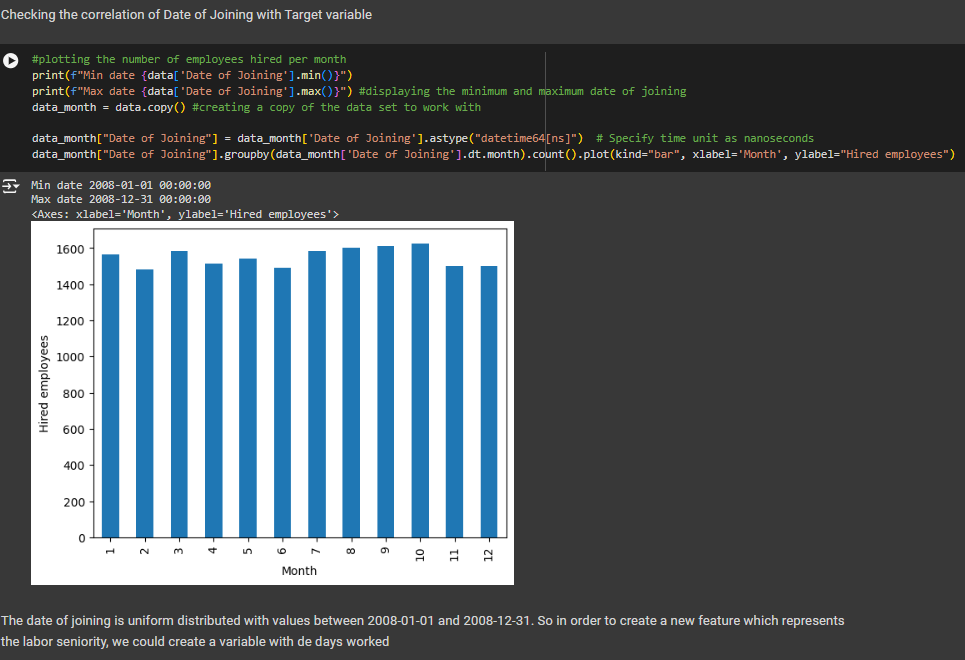 Checking the correlation of Date of Joining with Target variable
#plotting the number of employees hired per month
print(f"Min date {data['Date of Joining'].min()}")
print(f"Max date {data['Date of Joining'].max()}") #displaying the minimum and maximum date of joining
data_month = data.copy() #creating a copy of the data set to work with
data_month["Date of Joining"] = data_month['Date of Joining'].astype("datetime64[ns]")  # Specify time unit as nanoseconds
data_month["Date of Joining"].groupby(data_month['Date of Joining'].dt.month).count().plot(kind="bar", xlabel='Month', ylabel="Hired employees")
Min date 2008-01-01 00:00:00
Max date 2008-12-31 00:00:00
<Axes: xlabel='Month', ylabel='Hired employees'>
1600
1400
1200
1000
800
600
400
200
0
Hired employees
1 2 3 4 5 6 7 8 9 10 11 12
Month
The date of joining is uniform distributed with values between 2008-01-01 and 2008-12-31. So in order to create a new feature which represents
the labor seniority, we could create a variable with de days worked